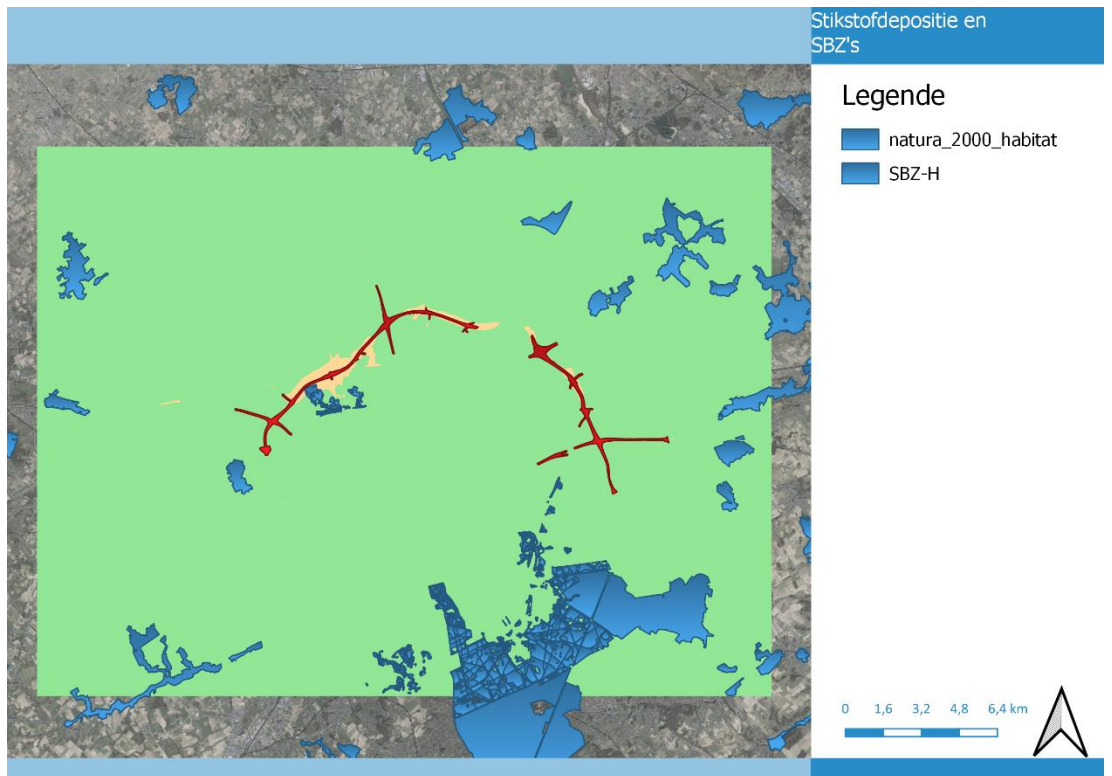 Stikstofdepositie en
SBZ's
Legende
natura_2000_habitat
SBZ-H
0 1,6 3,2 4,8 6,4 km